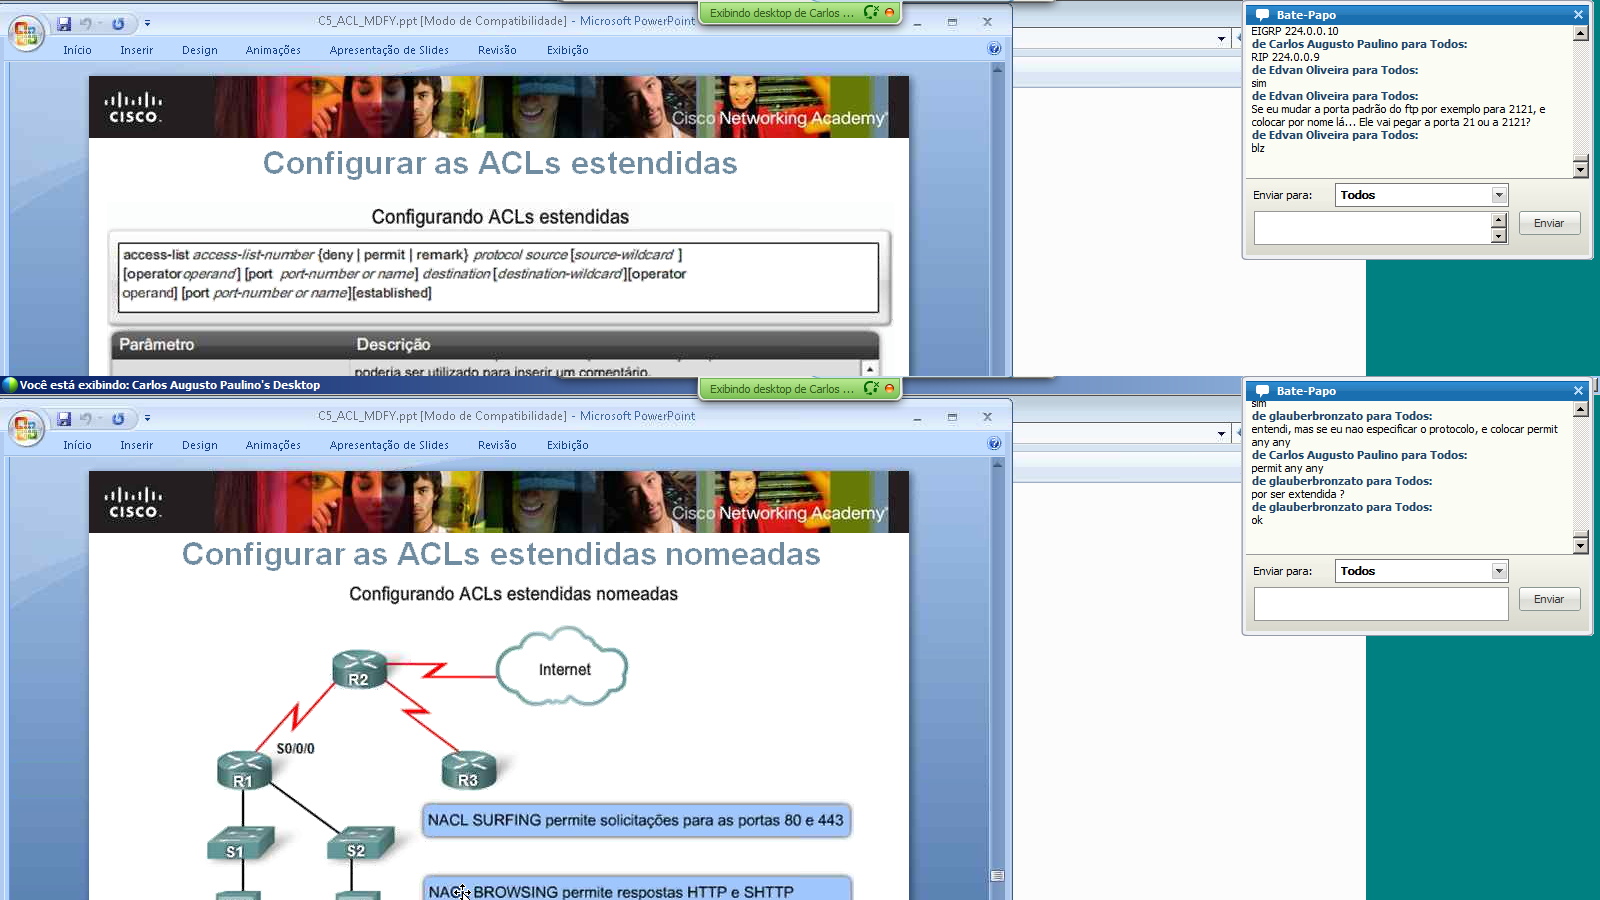 C5_ACL_MDFY.ppt [Modo de Compatibilidade] - Microsoft PowerPoint
Exibindo desktop de Carlos ...
Início Inserir Design Animações Apresentação de Slides Revisão Exibição
CISCO.
Cisco Networking Academy
Configurar as ACLs estendidas
Configurando ACLs estendidas
access-list access-list-number {deny | permit | remark} protocol source [source-wildcard ]
[operator operand] [port port-number or name] destination [destination-wildcard][operator
operand] [port port-number or name][established]
Parâmetro Descrição
poderia ser utilizado para inserir um comentário.
Bate-Papo
EIGRP 224.0.0.10
de Carlos Augusto Paulino para Todos:
RIP 224.0.0.9
de Edvan Oliveira para Todos:
sim
de Edvan Oliveira para Todos:
Se eu mudar a porta padrão do ftp por exemplo para 2121, e
colocar por nome lá... Ele vai pegar a porta 21 ou a 2121?
de Edvan Oliveira para Todos:
blz
Enviar para: Todos
Enviar
Você está exibindo: Carlos Augusto Paulino's Desktop
Exibindo desktop de Carlos ...
C5_ACL_MDFY.ppt [Modo de Compatibilidade] - Microsoft PowerPoint
Início Inserir Design Animações Apresentação de Slides Revisão Exibição
CISCO.
Cisco Networking Academy
Configurar as ACLs estendidas nomeadas
Configurando ACLs estendidas nomeadas
R2
Internet
S0/0/0
R1
R3
NACL SURFING permite solicitações para as portas 80 e 443
S1
S2
NACL BROWSING permite respostas HTTP e SHTTP
Bate-Papo
sim
de glauberbronzato para Todos:
entendi, mas se eu nao especificar o protocolo, e colocar permit
any any
de Carlos Augusto Paulino para Todos:
permit any any
de glauberbronzato para Todos:
por ser extendida ?
de glauberbronzato para Todos:
ok
Enviar para: Todos
Enviar